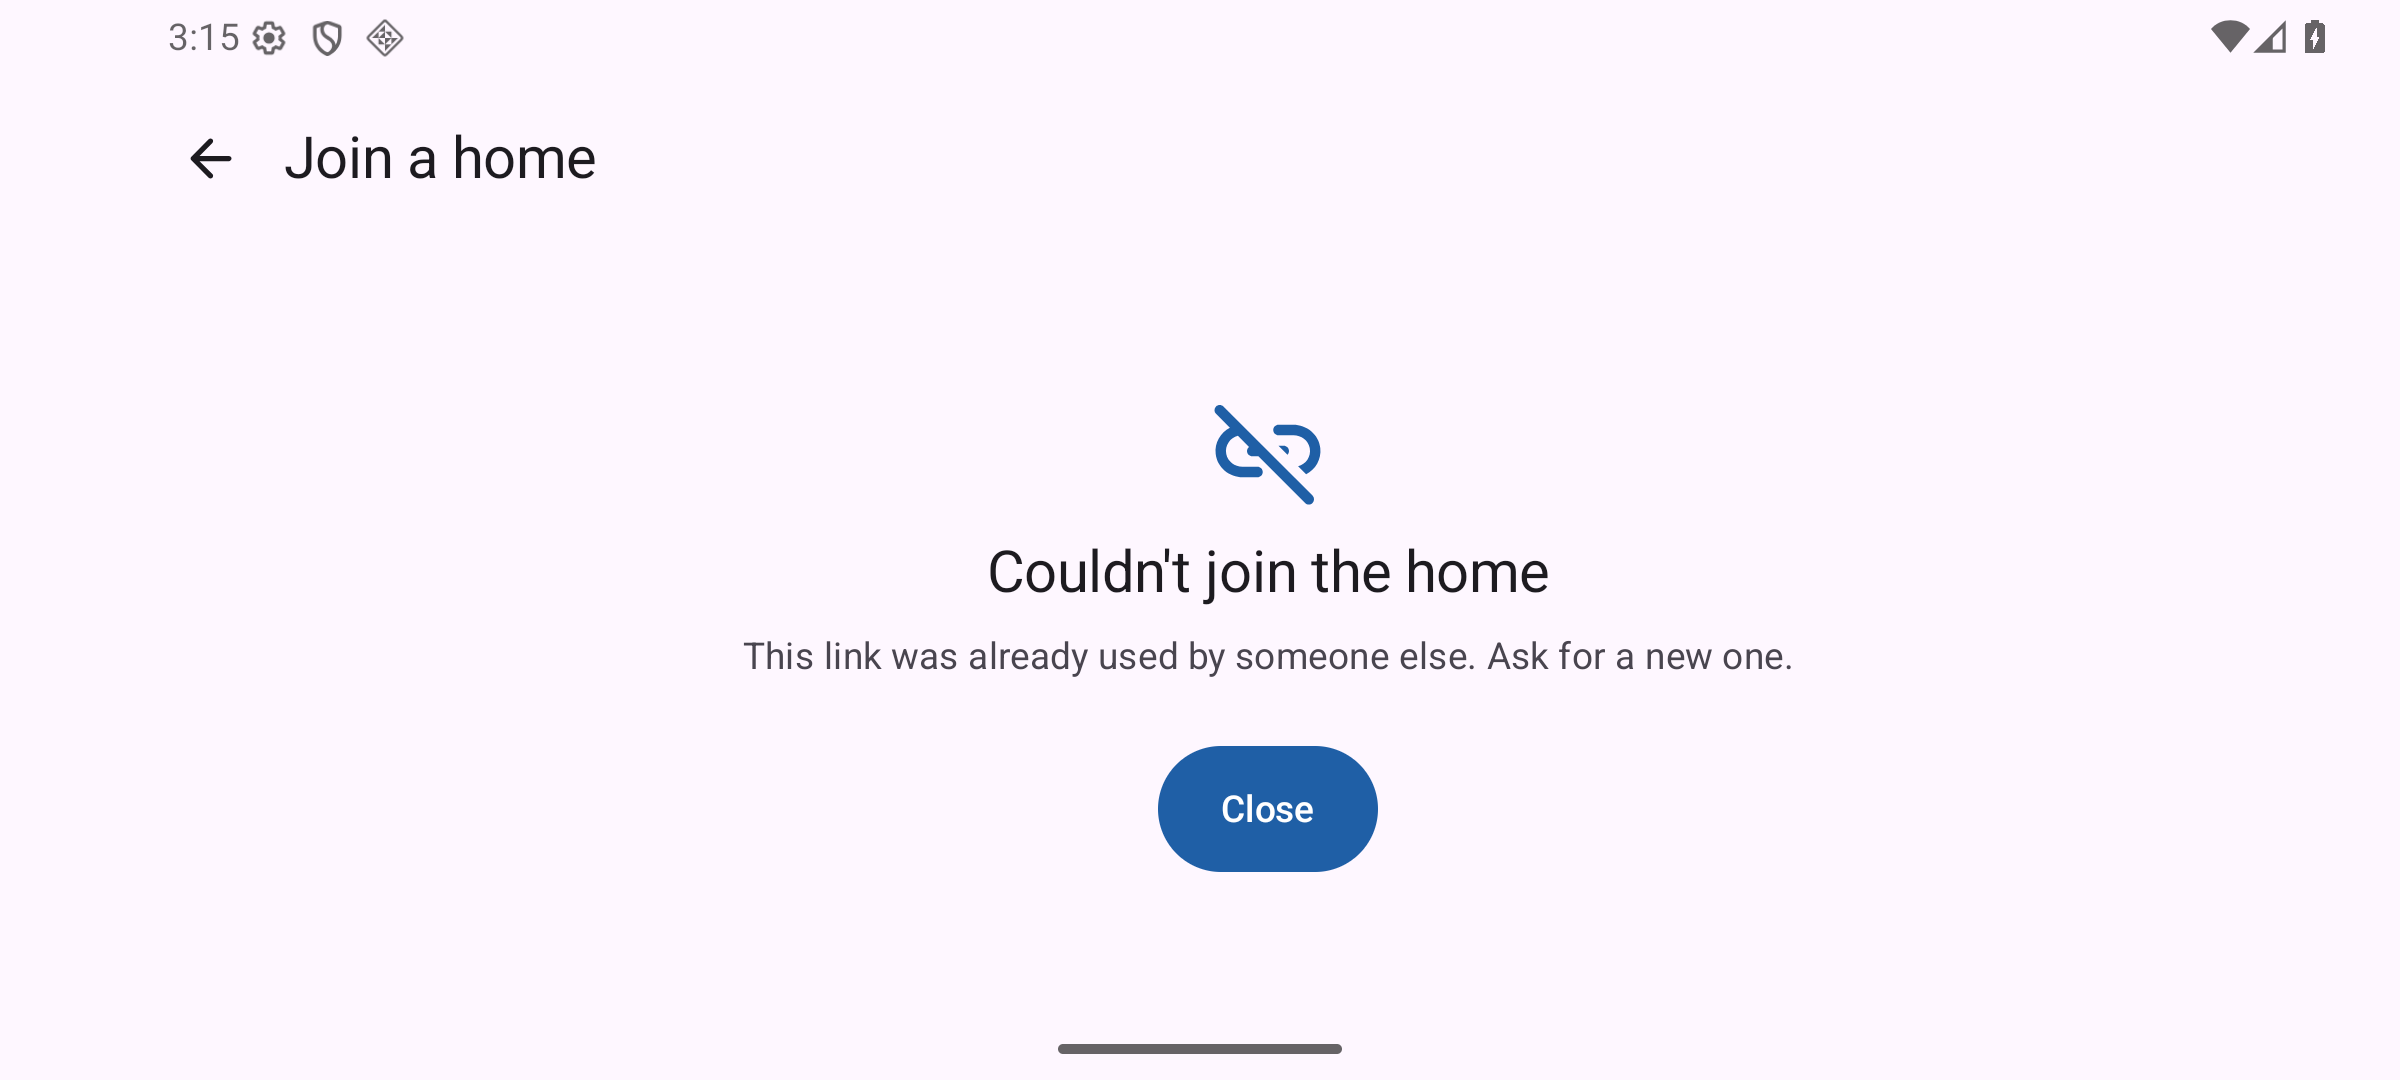 3:15
Join a home
Couldn't join the home
This link was already used by someone else. Ask for a new one.
Close